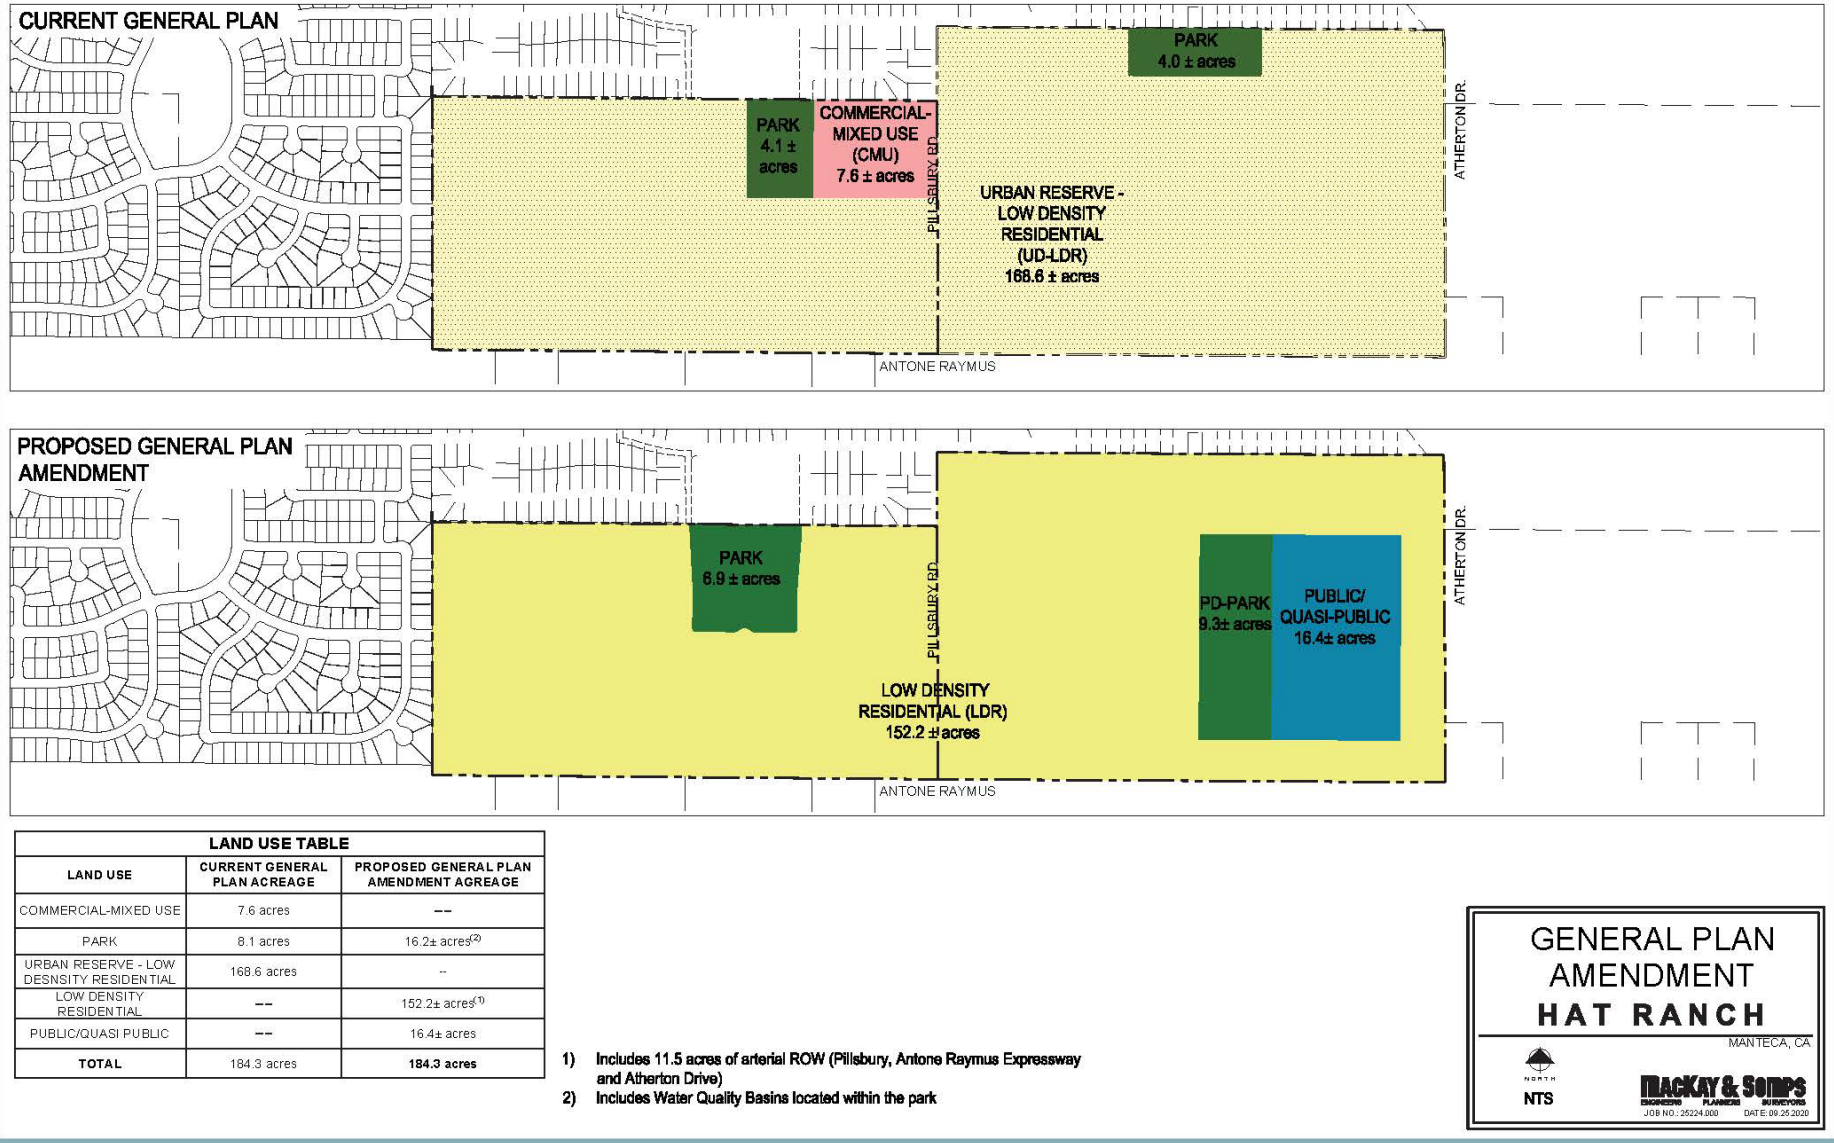 CURRENT GENERAL PLAN
PARK
4.0 ± acres
PARK
4.1 ±
acres
COMMERCIAL-
MIXED USE
(CMU)
7.6 ± acres
PILLSBURY RD
URBAN RESERVE -
LOW DENSITY
RESIDENTIAL
(UD-LDR)
168.6 ± acres
ATHERTON DR.
ANTONE RAYMUS
PROPOSED GENERAL PLAN
AMENDMENT
PARK
6.9 ± acres
PILLSBURY RD
PD-PARK
9.3± acres
PUBLIC/
QUASI-PUBLIC
16.4± acres
ATHERTON DR.
LOW DENSITY
RESIDENTIAL (LDR)
152.2 ± acres
ANTONE RAYMUS
LAND USE TABLE
LAND USE
CURRENT GENERAL
PLAN ACREAGE
PROPOSED GENERAL PLAN
AMENDMENT AGREAGE
COMMERCIAL-MIXED USE 7.6 acres ––
PARK 8.1 acres 16.2± acres(2)
URBAN RESERVE - LOW
DESNSITY RESIDENTIAL 168.6 acres --
LOW DENSITY
RESIDENTIAL –– 152.2± acres(1)
PUBLIC/QUASI PUBLIC –– 16.4± acres
TOTAL 184.3 acres 184.3 acres
1) Includes 11.5 acres of arterial ROW (Pillsbury, Antone Raymus Expressway
and Atherton Drive)
2) Includes Water Quality Basins located within the park
GENERAL PLAN
AMENDMENT
HAT RANCH
MANTECA, CA
NORTH
NTS
MACKAY & SOMPS
ENGINEERS PLANNERS SURVEYORS
JOB NO.: 25224.000 DATE: 09.25.2020